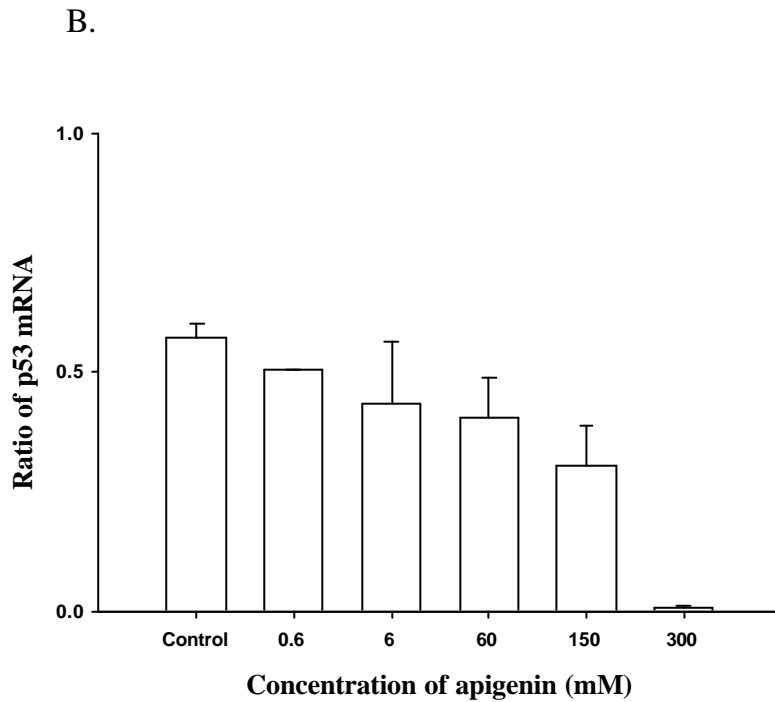 B.
1.0
0.5
0.0
Ratio of p53 mRNA
Control 0.6 6 60 150 300
Concentration of apigenin (mM)